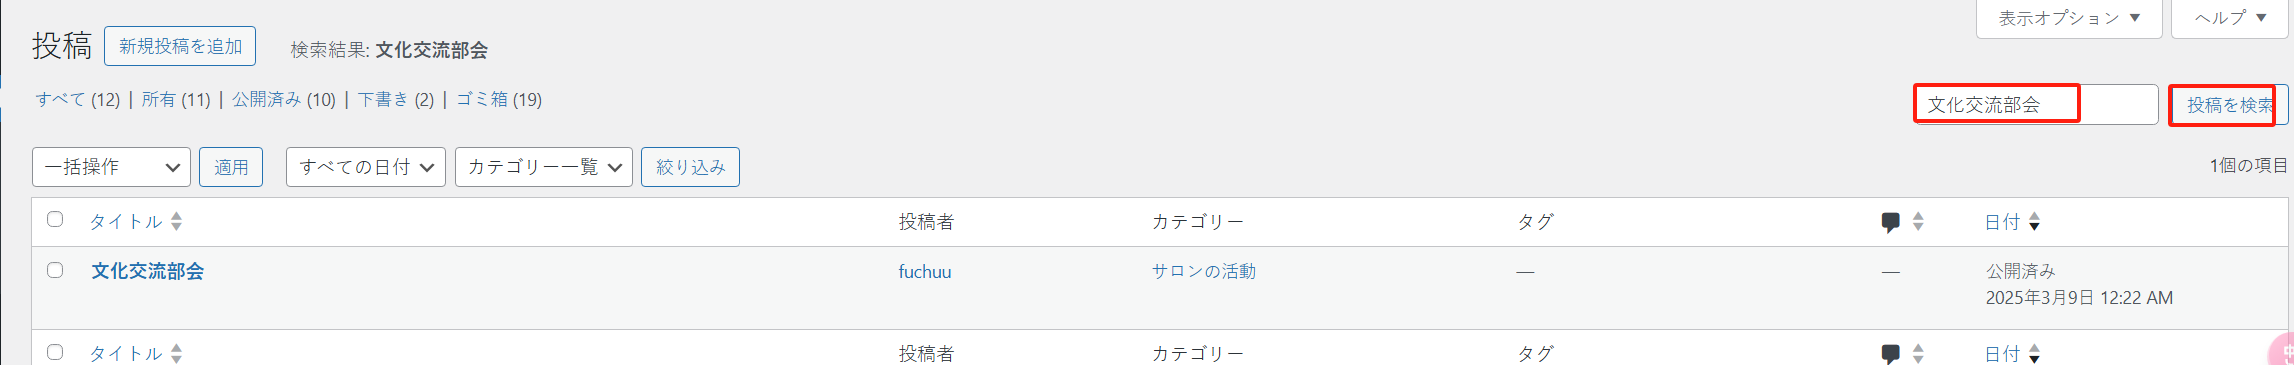 表示オプション ▼ ヘルプ ▼
投稿 新規投稿を追加 検索結果: 文化交流部会
すべて (12) | 所有 (11) | 公開済み (10) | 下書き (2) | ゴミ箱 (19)
文化交流部会 投稿を検索
一括操作 適用 すべての日付 カテゴリー一覧 絞り込み 1個の項目
タイトル 投稿者 カテゴリー タグ 日付
文化交流部会 fuchuu サロンの活動 — — 公開済み
2025年3月9日 12:22 AM
タイトル 投稿者 カテゴリー タグ 日付